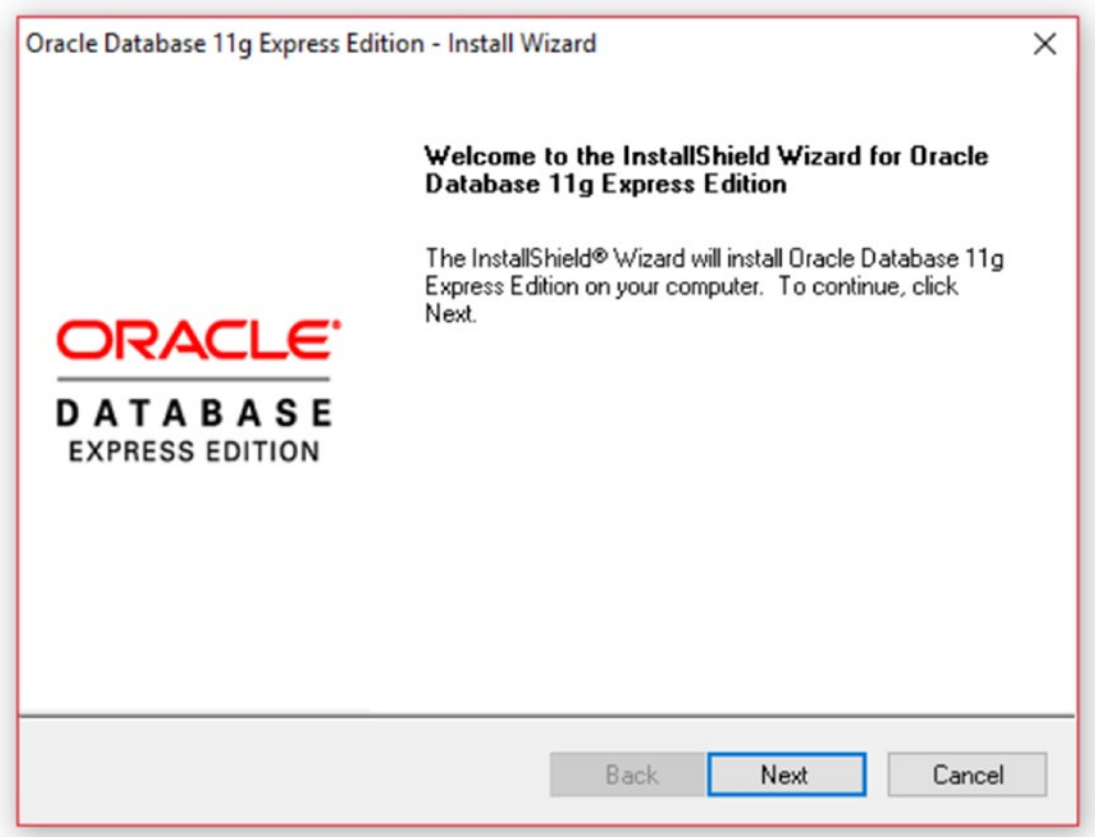 Oracle Database 11g Express Edition - Install Wizard
Welcome to the InstallShield Wizard for Oracle
Database 11g Express Edition
The InstallShield® Wizard will install Oracle Database 11g
Express Edition on your computer. To continue, click
Next.
ORACLE®
DATABASE
EXPRESS EDITION
Back Next Cancel